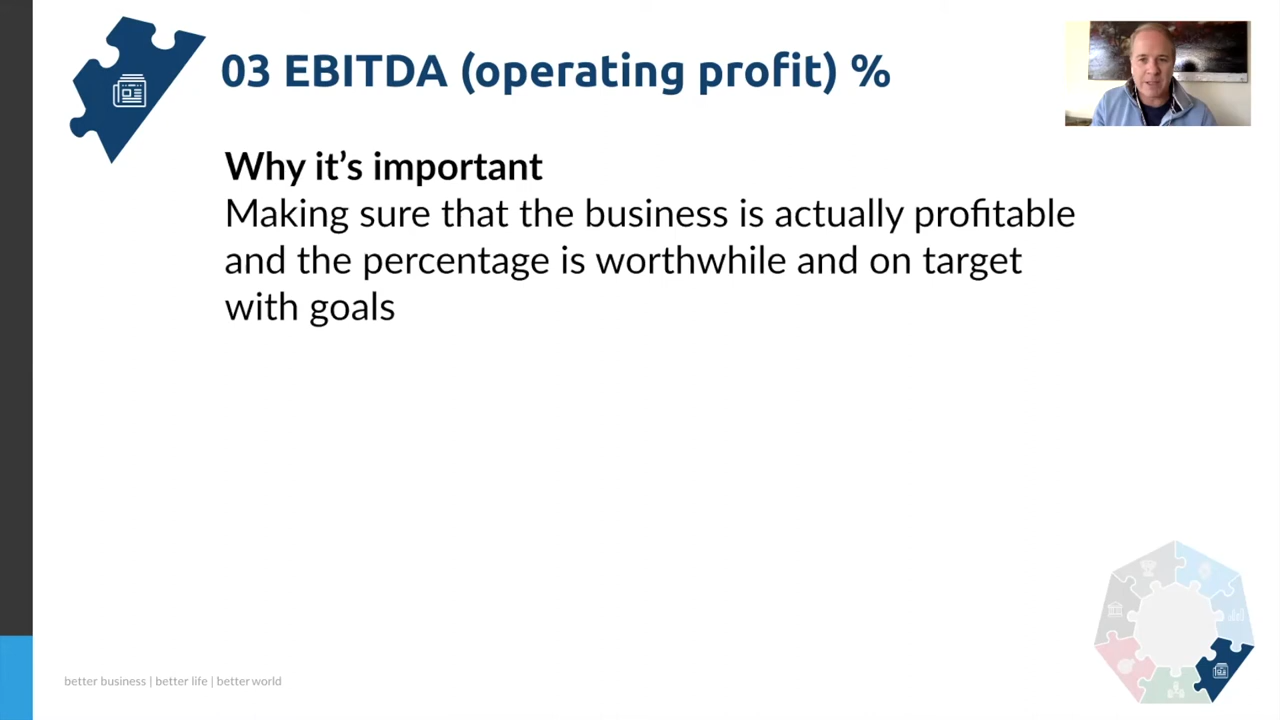 03 EBITDA (operating profit) %
Why it’s important
Making sure that the business is actually profitable
and the percentage is worthwhile and on target
with goals
better business | better life | better world